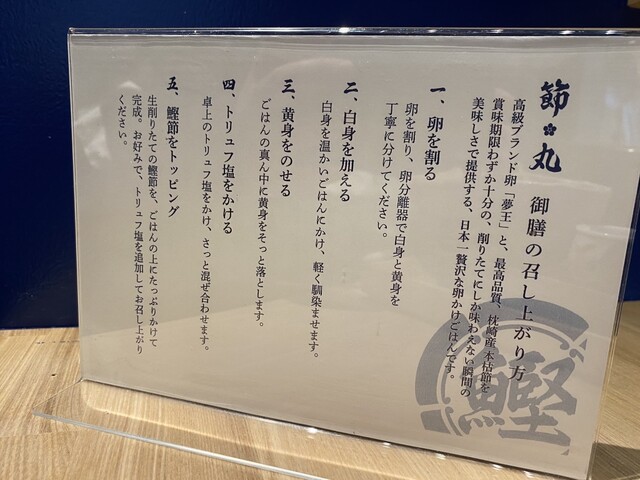 節丸 御膳の召し上がり方
高級ブランド卵「夢王」と、最高品質、枕崎産本枯節を
賞味期限わずか十分の、削りたてにしか味わえない瞬間の
美味しさで提供する、日本一贅沢な卵かけごはんです。
一、卵を割る
卵を割り、卵分離器で白身と黄身を
丁寧に分けてください。
二、白身を加える
白身を温かいごはんにかけ、軽く馴染ませます。
三、黄身をのせる
ごはんの真ん中に黄身をそっと落とします。
四、トリュフ塩をかける
卓上のトリュフ塩をかけ、さっと混ぜ合わせます。
五、鰹節をトッピング
生削りたての鰹節を、ごはんの上にたっぷりかけて
完成。お好みで、トリュフ塩を追加してお召し上がり
ください。
鰹